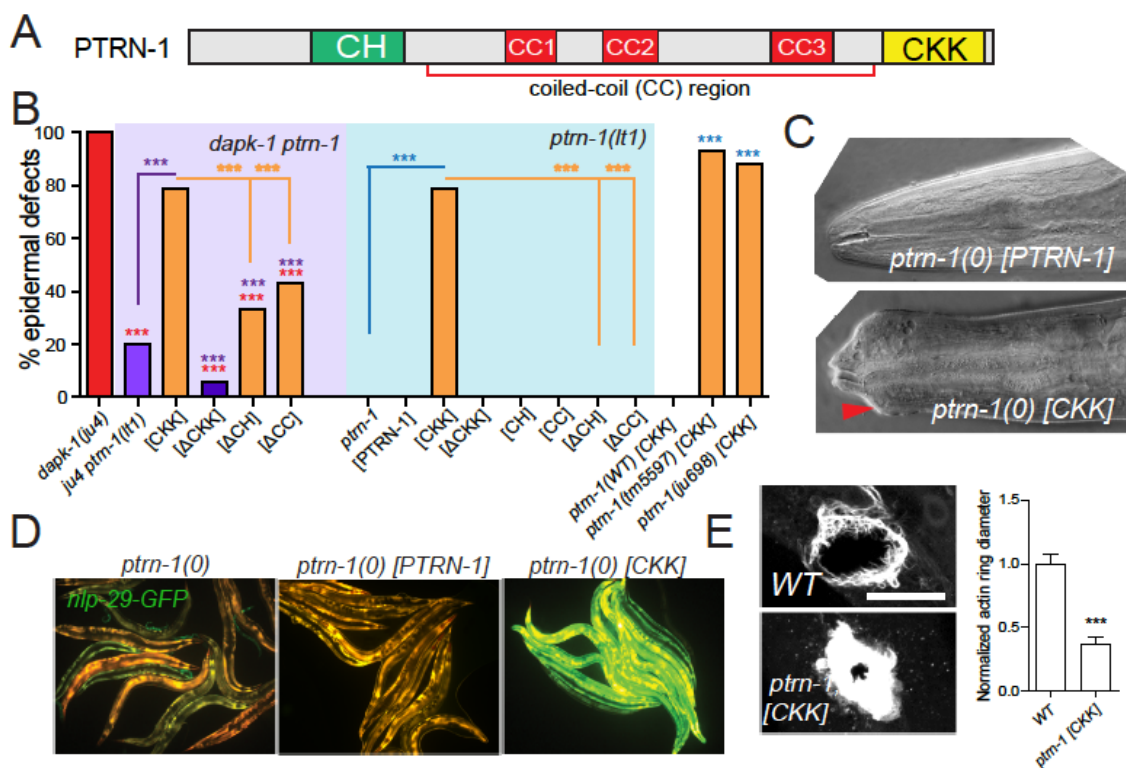 A
PTRN-1
CH
CC1
CC2
CC3
CKK
coiled-coil (CC) region
B
% epidermal defects
100
80
60
40
20
0
dapk-1 ptrn-1
ptrn-1(lt1)
***
*** ***
***
*** ***
*** ***
***
***
***
***
***
***
***
***
***
dapk-1(ju4)
ju4 ptrn-1(lt1)
[CKK]
[ΔCKK]
[ΔCH]
[ΔCC]
ptrn-1
[PTRN-1]
[CKK]
[ΔCKK]
[CH]
[CC]
[ΔCH]
[ΔCC]
ptrn-1(WT) [CKK]
ptrn-1(tm5597) [CKK]
ptrn-1(ju698) [CKK]
C
ptrn-1(0) [PTRN-1]
ptrn-1(0) [CKK]
D
ptrn-1(0)
ptrn-1(0) [PTRN-1]
ptrn-1(0) [CKK]
nlp-29-GFP
E
WT
ptrn-1
[CKK]
Normalized actin ring diameter
1.5
1.0
0.5
0.0
***
WT
ptrn-1 [CKK]